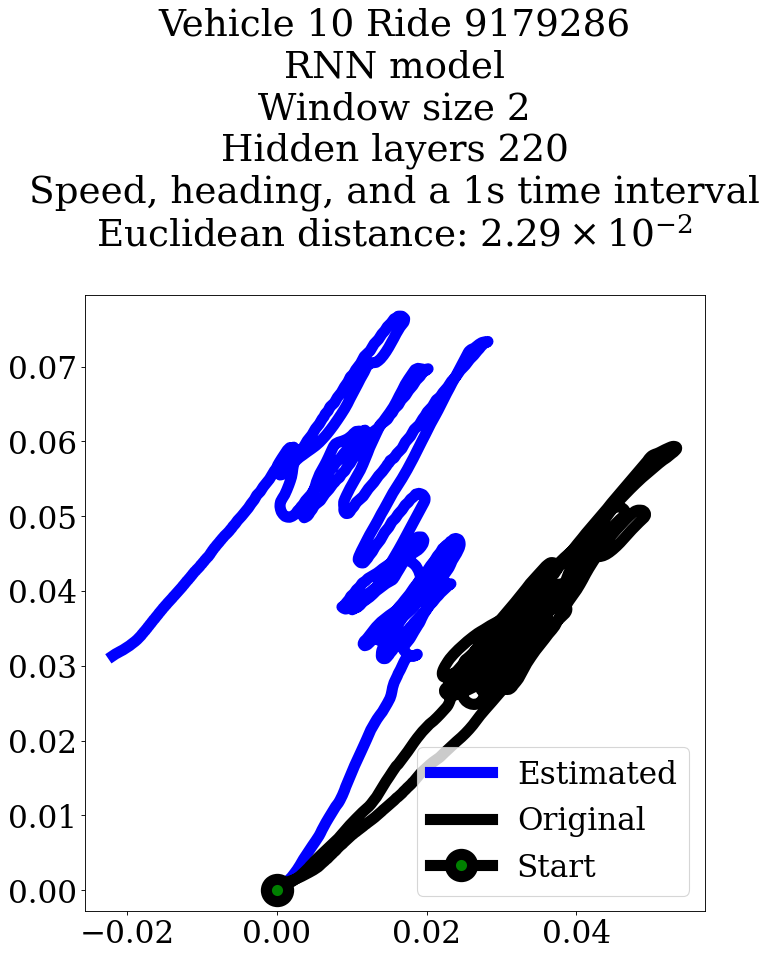 Vehicle 10 Ride 9179286
RNN model
Window size 2
Hidden layers 220
Speed, heading, and a 1s time interval
Euclidean distance: 2.29 × 10⁻²
0.07
0.06
0.05
0.04
0.03
0.02
0.01
0.00
Estimated
Original
Start
−0.02 0.00 0.02 0.04